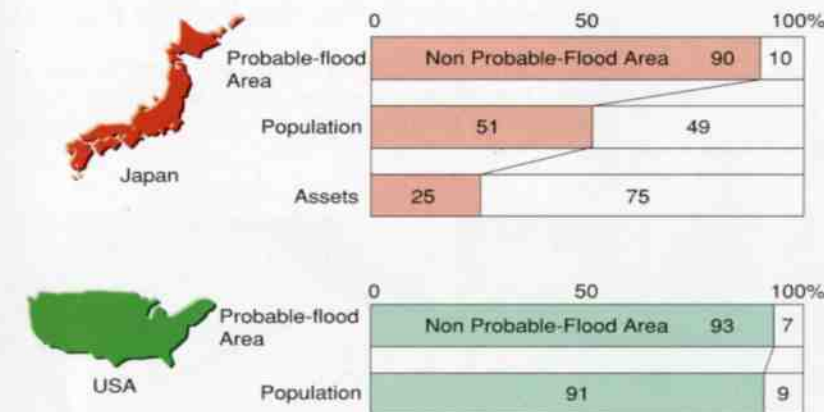 0 50 100%
Probable-flood Area
Non Probable-Flood Area 90 10
Population 51 49
Japan
Assets 25 75
0 50 100%
Probable-flood Area
Non Probable-Flood Area 93 7
USA
Population 91 9